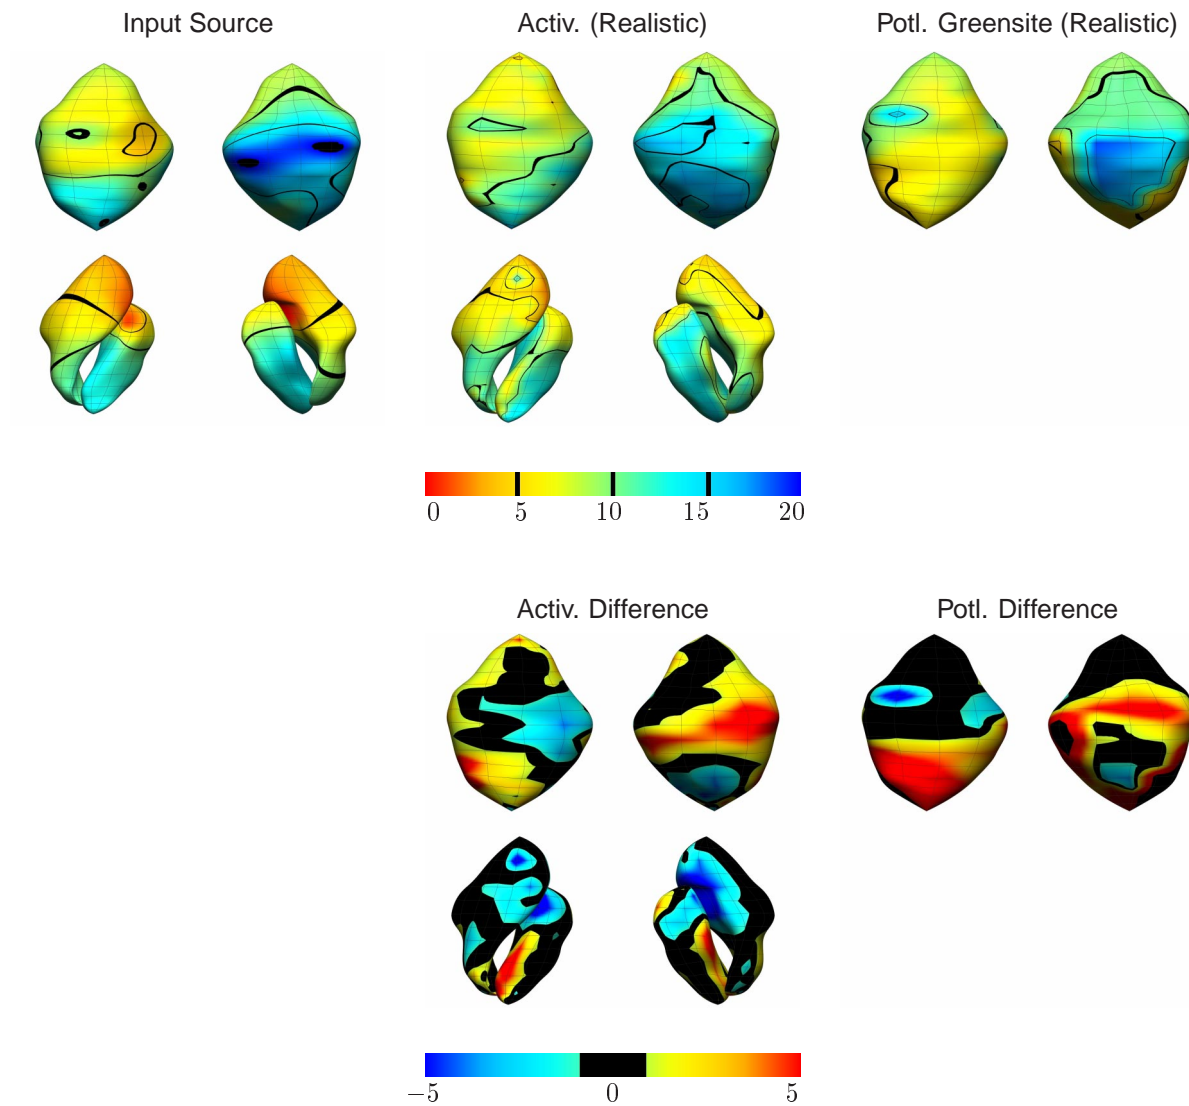 Input Source
Activ. (Realistic)
Potl. Greensite (Realistic)
0 5 10 15 20
Activ. Difference
Potl. Difference
−5 0 5